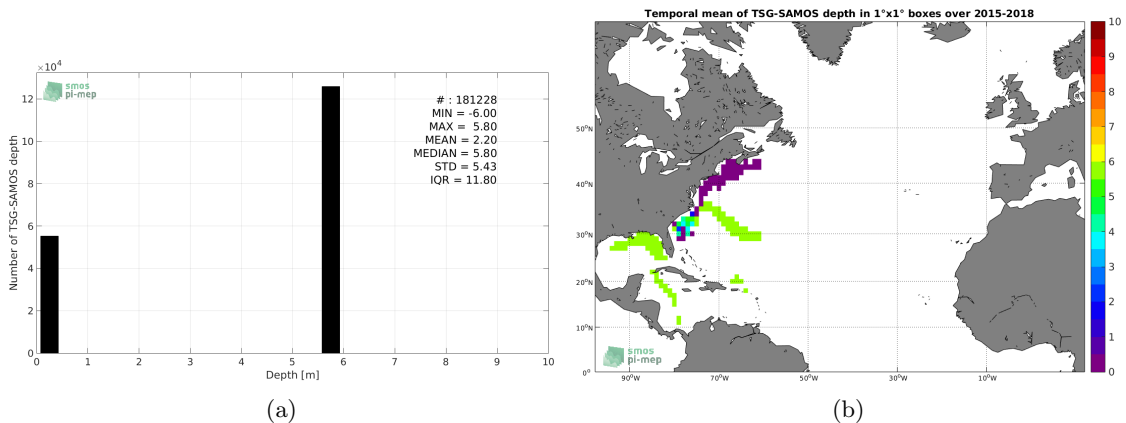 ×10⁴
smos
pi-mep
# : 181228
MIN = -6.00
MAX = 5.80
MEAN = 2.20
MEDIAN = 5.80
STD = 5.43
IQR = 11.80
12
10
8
6
4
2
0
Number of TSG-SAMOS depth
0 1 2 3 4 5 6 7 8 9 10
Depth [m]
(a)
Temporal mean of TSG-SAMOS depth in 1°x1° boxes over 2015-2018
50°N
40°N
30°N
20°N
10°N
0°
90°W 70°W 50°W 30°W 10°W
smos
pi-mep
10
9
8
7
6
5
4
3
2
1
0
(b)